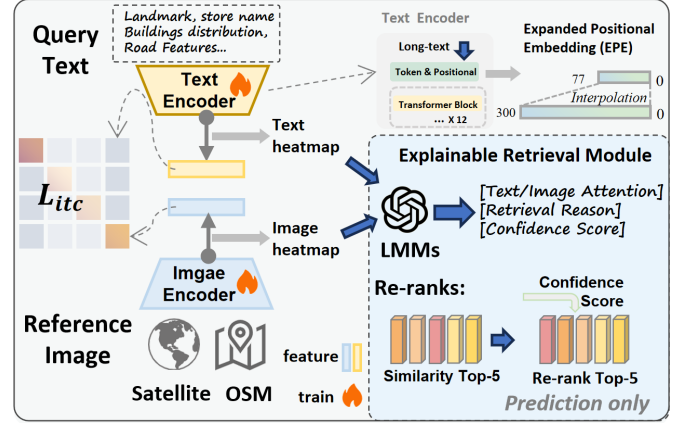 Query
Text
Landmark, store name
Buildings distribution,
Road Features...
Text
Encoder
Text
heatmap
L_itc
Image
heatmap
Imgae
Encoder
Reference
Image
Satellite
OSM
feature
train
Text Encoder
Long-text
Token & Positional
Transformer Block
... X 12
Expanded Positional
Embedding (EPE)
77
0
Interpolation
300
0
Explainable Retrieval Module
LMMs
[Text/Image Attention]
[Retrieval Reason]
[Confidence Score]
Re-ranks:
Confidence
Score
Similarity Top-5
Re-rank Top-5
Prediction only